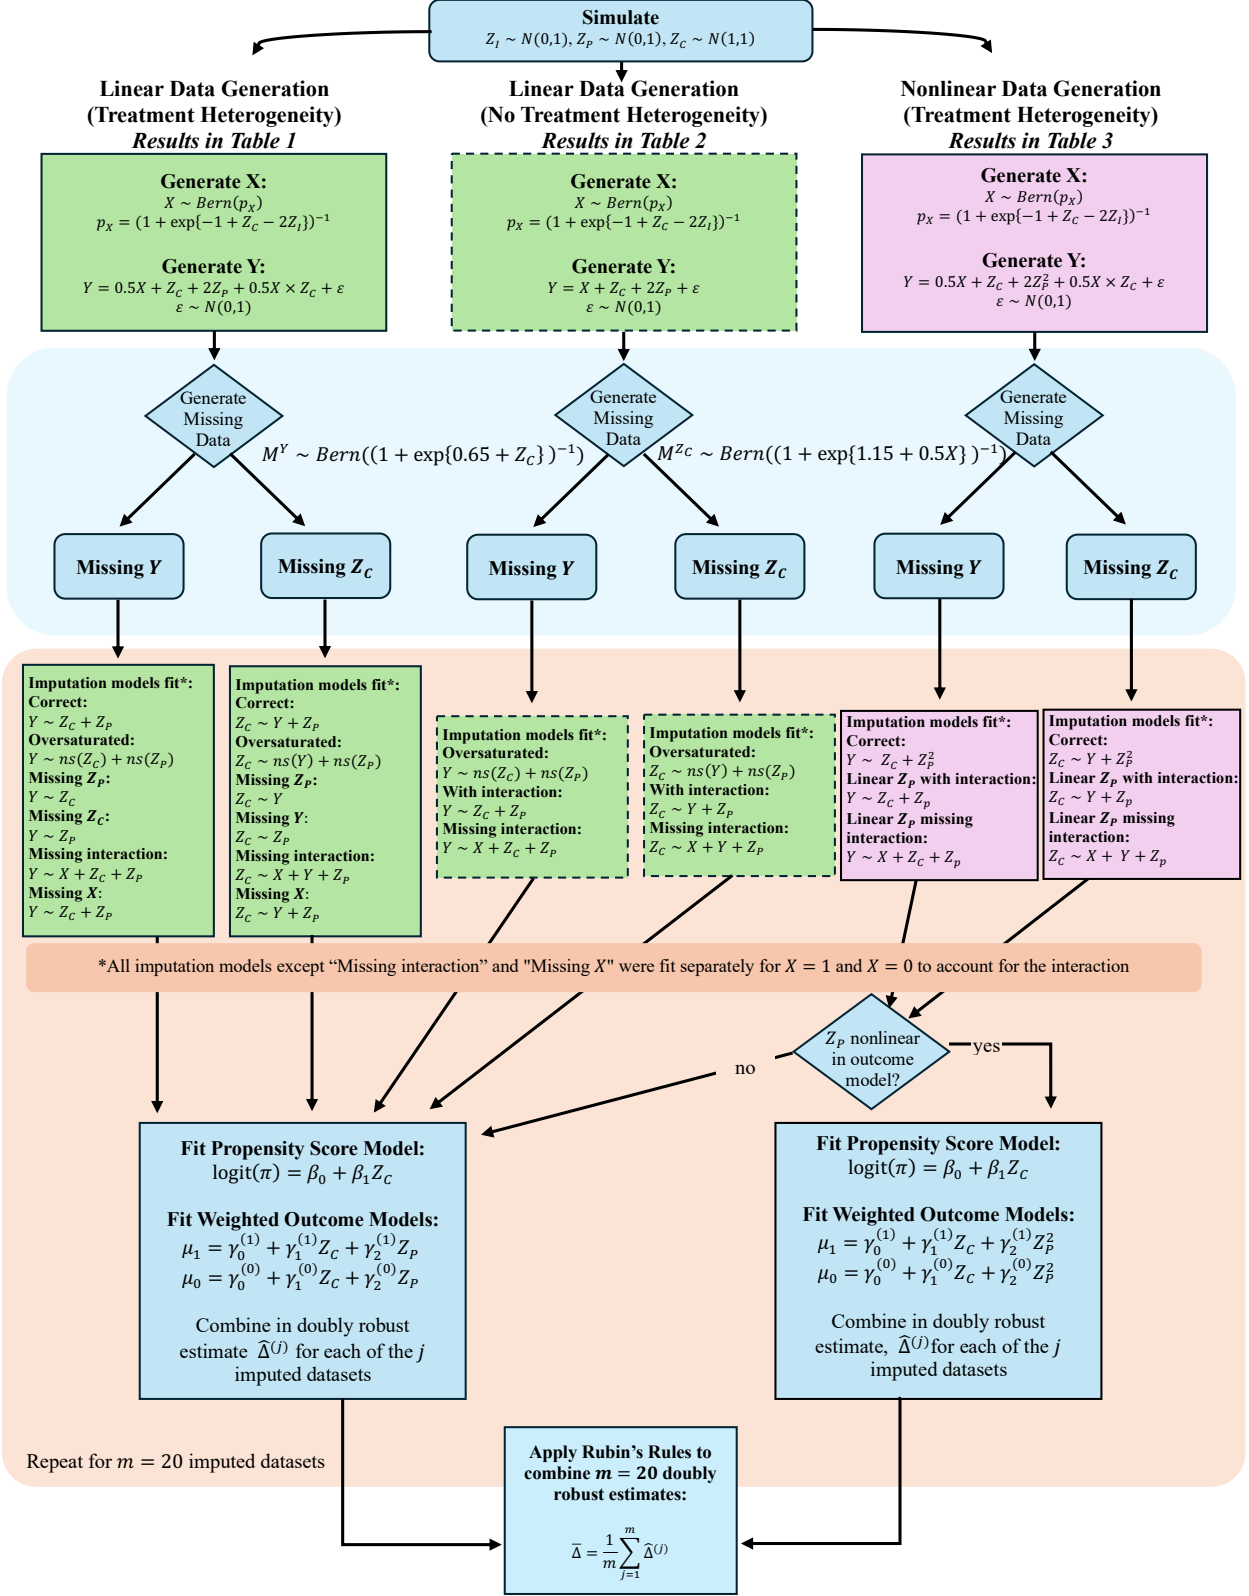 Simulate
Z_I ~ N(0,1), Z_P ~ N(0,1), Z_C ~ N(1,1)
Linear Data Generation
(Treatment Heterogeneity)
Results in Table 1
Linear Data Generation
(No Treatment Heterogeneity)
Results in Table 2
Nonlinear Data Generation
(Treatment Heterogeneity)
Results in Table 3
Generate X:
X ~ Bern(p_X)
p_X = (1 + exp{−1 + Z_C − 2Z_I})^−1
Generate Y:
Y = 0.5X + Z_C + 2Z_P + 0.5X × Z_C + ε
ε ~ N(0,1)
Generate X:
X ~ Bern(p_X)
p_X = (1 + exp{−1 + Z_C − 2Z_I})^−1
Generate Y:
Y = X + Z_C + 2Z_P + ε
ε ~ N(0,1)
Generate X:
X ~ Bern(p_X)
p_X = (1 + exp{−1 + Z_C − 2Z_I})^−1
Generate Y:
Y = 0.5X + Z_C + 2Z_P^2 + 0.5X × Z_C + ε
ε ~ N(0,1)
Generate
Missing
Data
Generate
Missing
Data
Generate
Missing
Data
M^Y ~ Bern((1 + exp{0.65 + Z_C} )^−1)
M^{Z_C} ~ Bern((1 + exp{1.15 + 0.5X} )^−1)
Missing Y
Missing Z_C
Missing Y
Missing Z_C
Missing Y
Missing Z_C
Imputation models fit*:
Correct:
Y ~ Z_C + Z_P
Oversaturated:
Y ~ ns(Z_C) + ns(Z_P)
Missing Z_P:
Y ~ Z_C
Missing Z_C:
Y ~ Z_P
Missing interaction:
Y ~ X + Z_C + Z_P
Missing X:
Y ~ Z_C + Z_P
Imputation models fit*:
Correct:
Z_C ~ Y + Z_P
Oversaturated:
Z_C ~ ns(Y) + ns(Z_P)
Missing Z_P:
Z_C ~ Y
Missing Y:
Z_C ~ Z_P
Missing interaction:
Z_C ~ X + Y + Z_P
Missing X:
Z_C ~ Y + Z_P
Imputation models fit*:
Oversaturated:
Y ~ ns(Z_C) + ns(Z_P)
With interaction:
Y ~ Z_C + Z_P
Missing interaction:
Y ~ X + Z_C + Z_P
Imputation models fit*:
Oversaturated:
Z_C ~ ns(Y) + ns(Z_P)
With interaction:
Z_C ~ Y + Z_P
Missing interaction:
Z_C ~ X + Y + Z_P
Imputation models fit*:
Correct:
Y ~ Z_C + Z_P^2
Linear Z_P with interaction:
Y ~ Z_C + Z_p
Linear Z_P missing
interaction:
Y ~ X + Z_C + Z_p
Imputation models fit*:
Correct:
Z_C ~ Y + Z_P^2
Linear Z_P with interaction:
Z_C ~ Y + Z_p
Linear Z_P missing
interaction:
Z_C ~ X + Y + Z_p
*All imputation models except “Missing interaction” and "Missing X" were fit separately for X = 1 and X = 0 to account for the interaction
Z_P nonlinear
in outcome
model?
no
yes
Fit Propensity Score Model:
logit(π) = β_0 + β_1 Z_C
Fit Weighted Outcome Models:
μ_1 = γ_0^(1) + γ_1^(1) Z_C + γ_2^(1) Z_P
μ_0 = γ_0^(0) + γ_1^(0) Z_C + γ_2^(0) Z_P
Combine in doubly robust
estimate Δ̂^(j) for each of the j
imputed datasets
Fit Propensity Score Model:
logit(π) = β_0 + β_1 Z_C
Fit Weighted Outcome Models:
μ_1 = γ_0^(1) + γ_1^(1) Z_C + γ_2^(1) Z_P^2
μ_0 = γ_0^(0) + γ_1^(0) Z_C + γ_2^(0) Z_P^2
Combine in doubly robust
estimate, Δ̂^(j) for each of the j
imputed datasets
Repeat for m = 20 imputed datasets
Apply Rubin’s Rules to
combine m = 20 doubly
robust estimates:
Δ̄ = 1/m ∑_{j=1}^{m} Δ̂^(j)